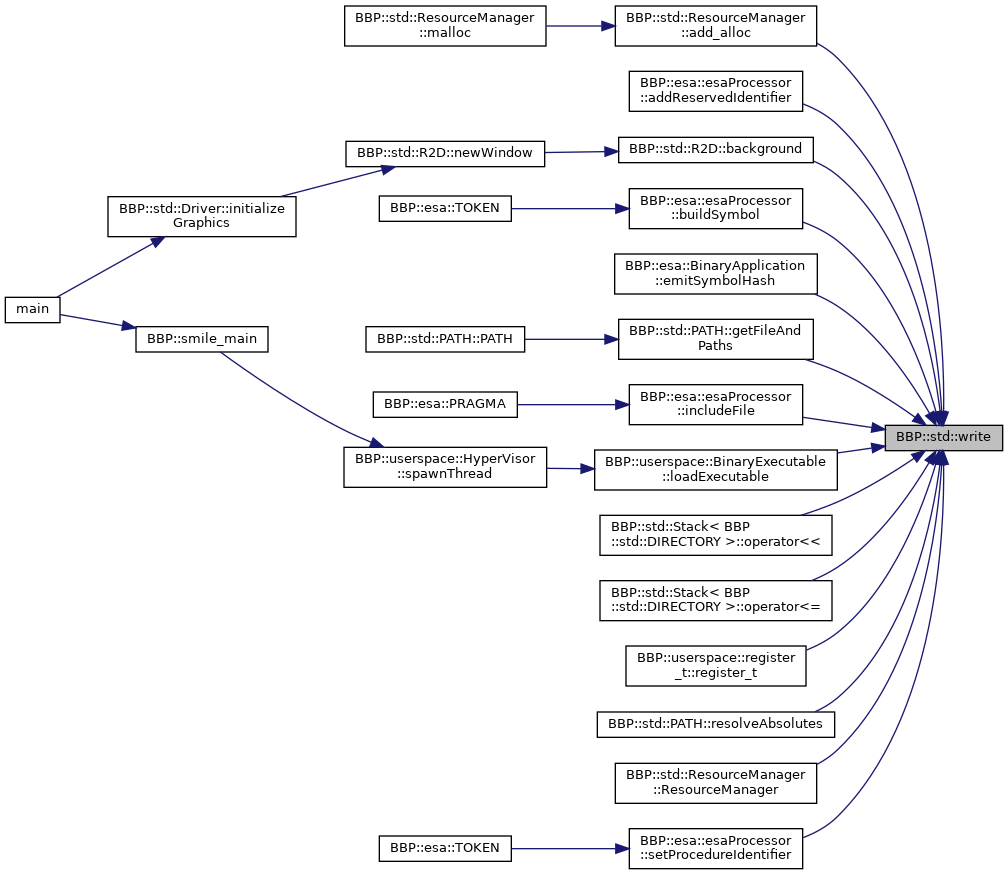 BBP::std::ResourceManager
::malloc
BBP::std::ResourceManager
::add_alloc
BBP::esa::esaProcessor
::addReservedIdentifier
BBP::std::R2D::newWindow
BBP::std::R2D::background
BBP::std::Driver::initialize
Graphics
BBP::esa::TOKEN
BBP::esa::esaProcessor
::buildSymbol
BBP::esa::BinaryApplication
::emitSymbolHash
main
BBP::smile_main
BBP::std::PATH::PATH
BBP::std::PATH::getFileAnd
Paths
BBP::esa::PRAGMA
BBP::esa::esaProcessor
::includeFile
BBP::std::write
BBP::userspace::HyperVisor
::spawnThread
BBP::userspace::BinaryExecutable
::loadExecutable
BBP::std::Stack< BBP
::std::DIRECTORY >::operator<<
BBP::std::Stack< BBP
::std::DIRECTORY >::operator<=
BBP::userspace::register
_t::register_t
BBP::std::PATH::resolveAbsolutes
BBP::std::ResourceManager
::ResourceManager
BBP::esa::TOKEN
BBP::esa::esaProcessor
::setProcedureIdentifier